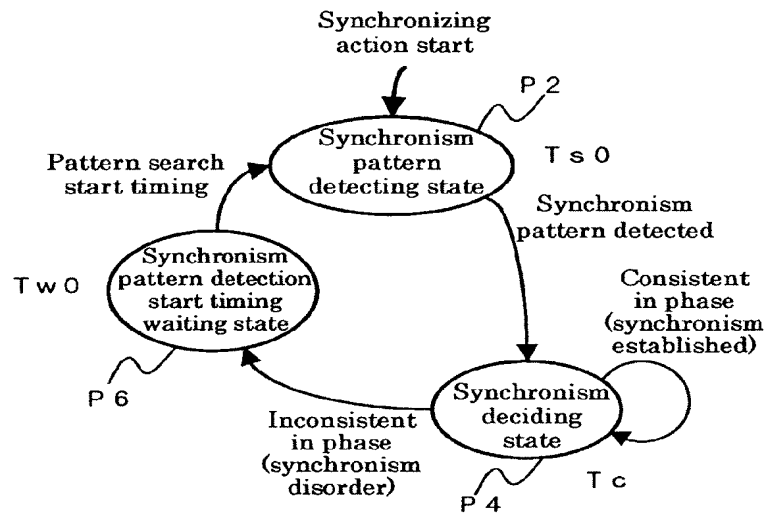 Synchronizing
action start
P 2
Synchronism
pattern
detecting state
T s 0
Pattern search
start timing
Synchronism
pattern detected
Synchronism
pattern detection
start timing
waiting state
T w 0
P 6
Consistent
in phase
(synchronism
established)
Synchronism
deciding
state
Inconsistent
in phase
(synchronism
disorder)
P 4
T c